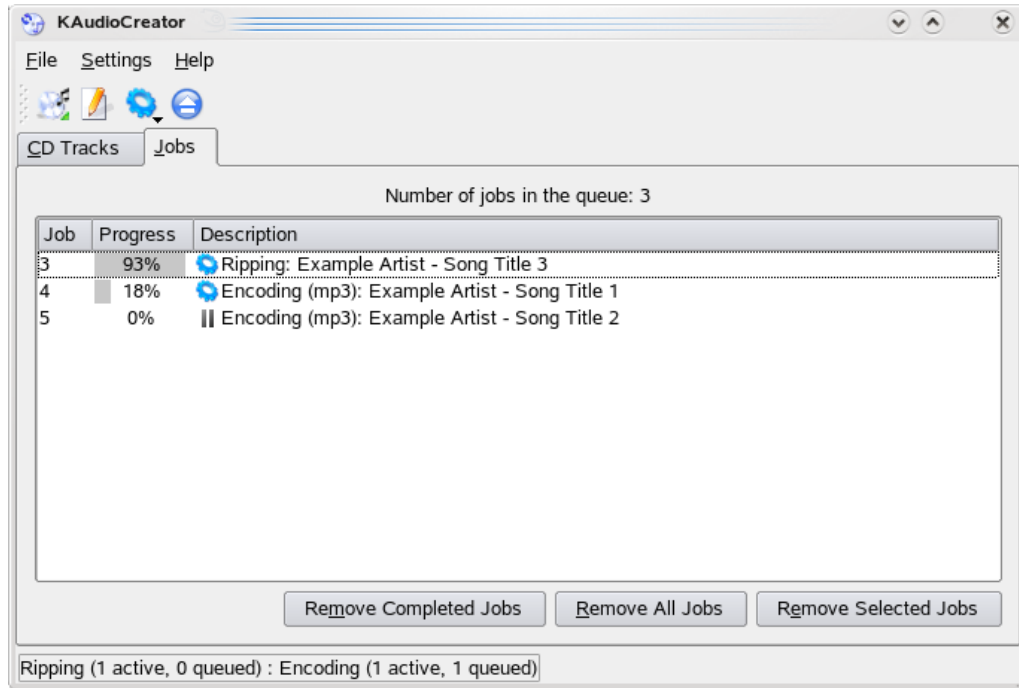 KAudioCreator
File Settings Help
CD Tracks Jobs
Number of jobs in the queue: 3
Job Progress Description
3 93% Ripping: Example Artist - Song Title 3
4 18% Encoding (mp3): Example Artist - Song Title 1
5 0% Encoding (mp3): Example Artist - Song Title 2
Remove Completed Jobs Remove All Jobs Remove Selected Jobs
Ripping (1 active, 0 queued) : Encoding (1 active, 1 queued)